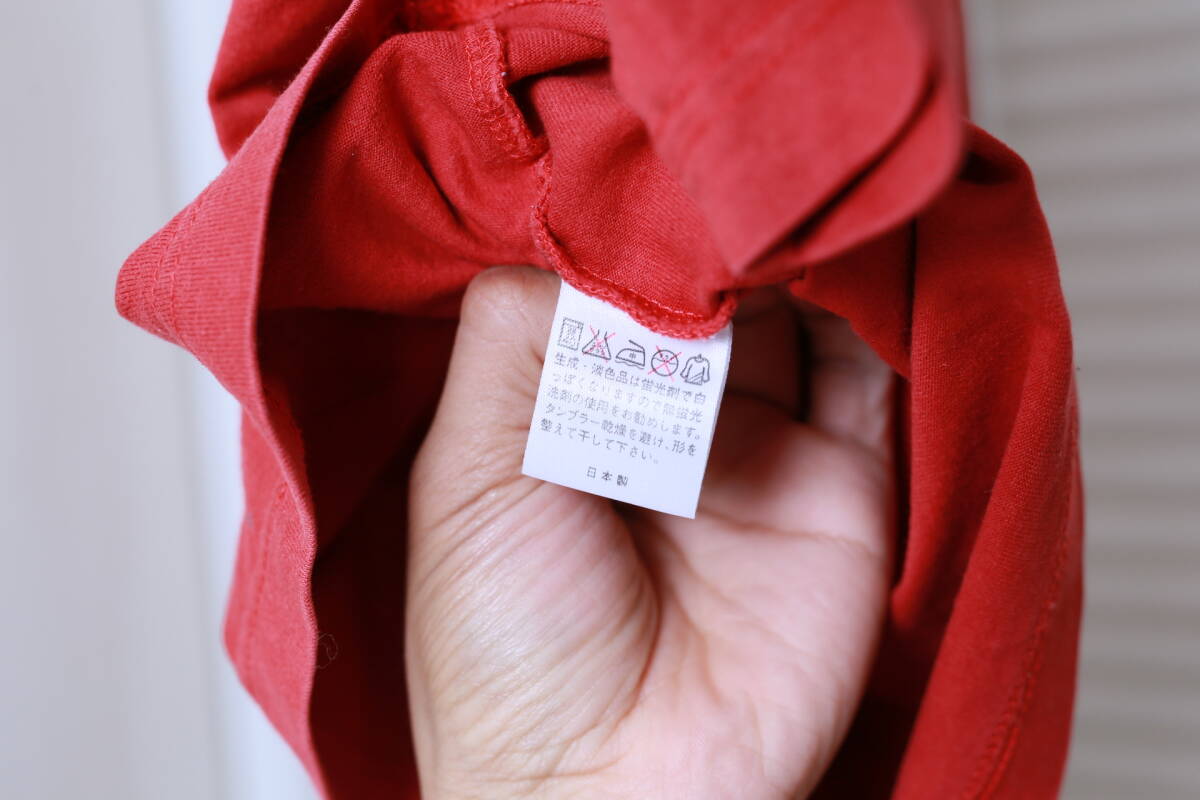 生成・淡色品は蛍光剤で白
っぽくなりますので無蛍光
洗剤の使用をお勧めします。
タンブラー乾燥を避け、形を
整えて干して下さい。
日本製